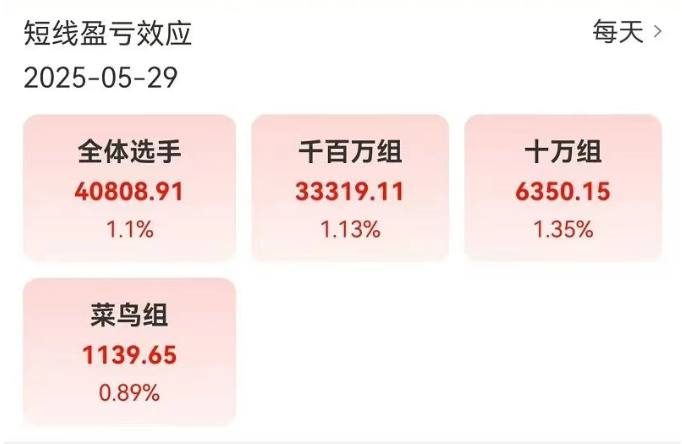 短线盈亏效应
每天 >
2025-05-29
全体选手
40808.91
1.1%
千百万组
33319.11
1.13%
十万组
6350.15
1.35%
菜鸟组
1139.65
0.89%